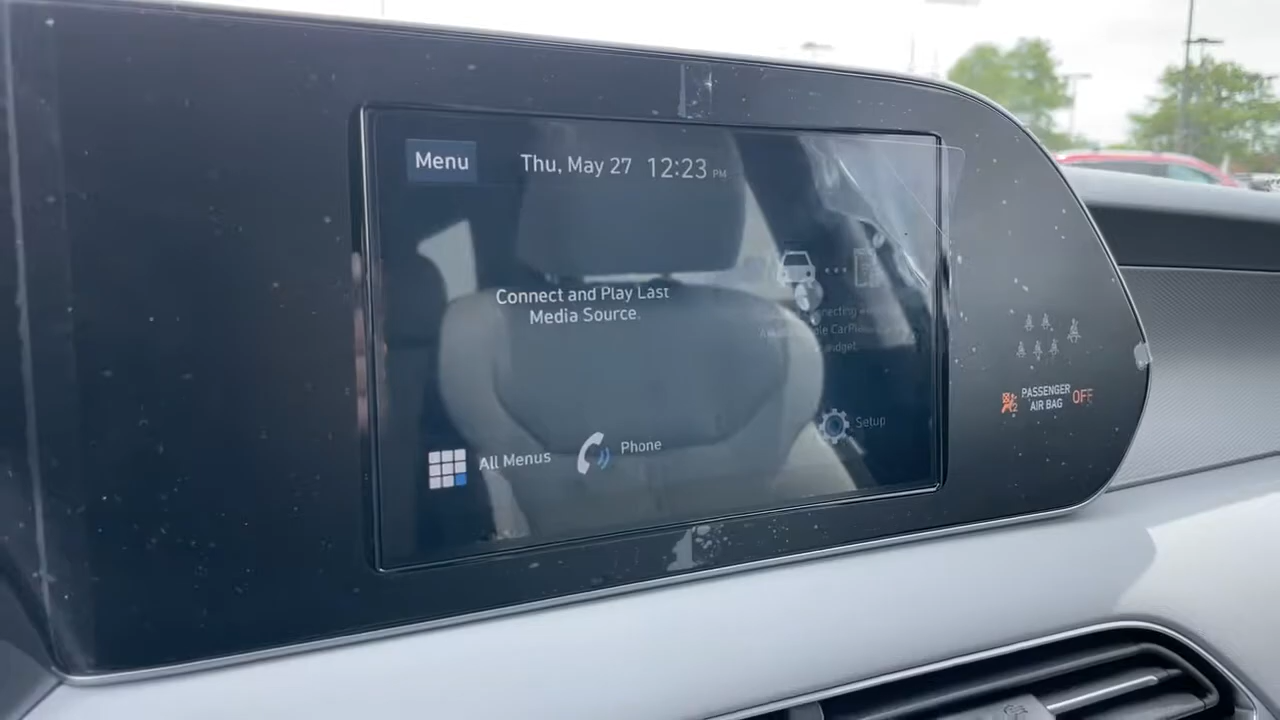 Menu
Thu, May 27 12:23 PM
Connect and Play Last
Media Source.
widget.
All Menus
Phone
Setup
PASSENGER
AIR BAG OFF